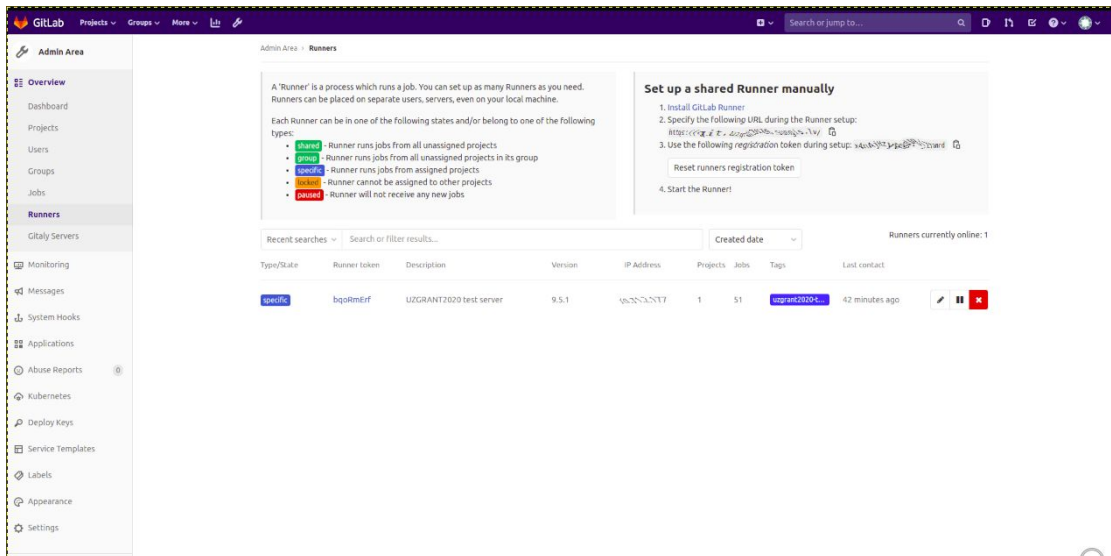 GitLab Projects Groups More Search or jump to...
Admin Area
Overview
Dashboard
Projects
Users
Groups
Jobs
Runners
Gitaly Servers
Monitoring
Messages
System Hooks
Applications
Abuse Reports 0
Kubernetes
Deploy Keys
Service Templates
Labels
Appearance
Settings
Admin Area > Runners
A 'Runner' is a process which runs a job. You can set up as many Runners as you need.
Runners can be placed on separate users, servers, even on your local machine.
Each Runner can be in one of the following states and/or belong to one of the following
types:
• shared - Runner runs jobs from all unassigned projects
• group - Runner runs jobs from all unassigned projects in its group
• specific - Runner runs jobs from assigned projects
• locked - Runner cannot be assigned to other projects
• paused - Runner will not receive any new jobs
Set up a shared Runner manually
1. Install GitLab Runner
2. Specify the following URL during the Runner setup:
3. Use the following registration token during setup:
Reset runners registration token
4. Start the Runner!
Recent searches Search or filter results... Created date Runners currently online: 1
Type/State Runner token Description Version IP Address Projects Jobs Tags Last contact
specific bqoRmErf UZGRANT2020 test server 9.5.1 1 51 uzgrant2020-t... 42 minutes ago